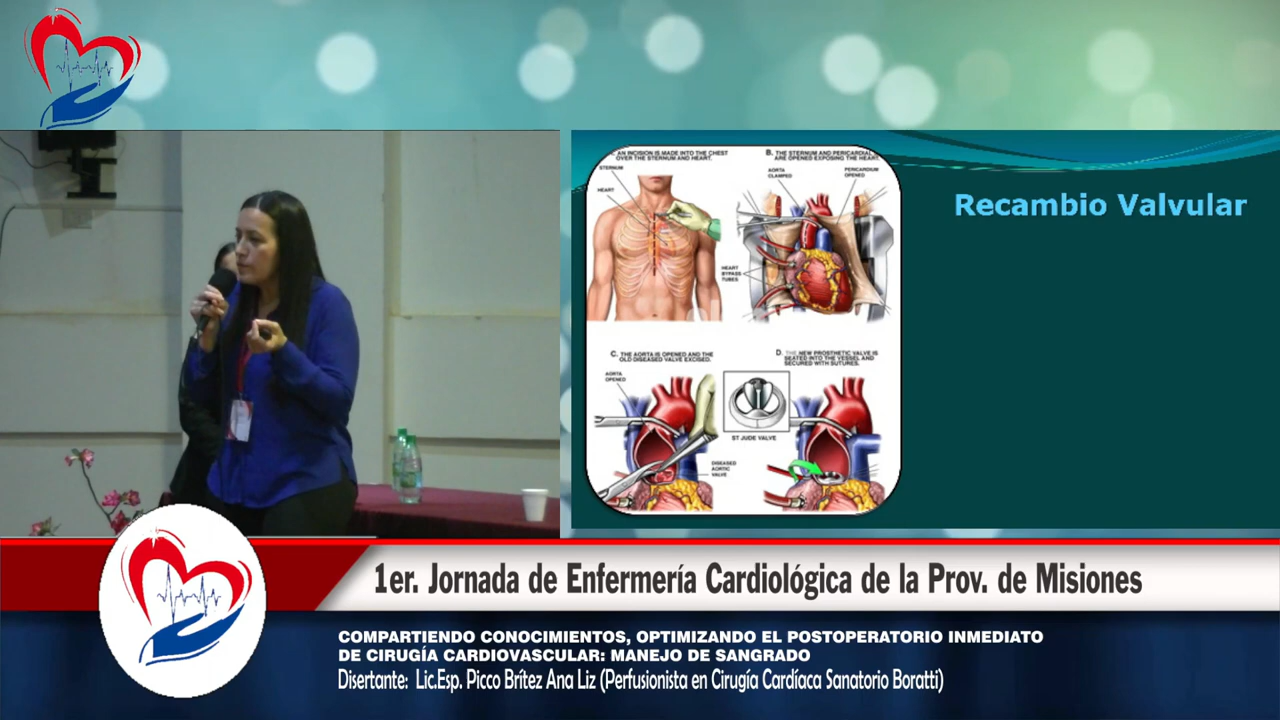 AN INCISION IS MADE INTO THE CHEST
OVER THE STERNUM AND HEART.
STERNUM
HEART
B. THE STERNUM AND PERICARDIAL
ARE OPENED EXPOSING THE HEART.
AORTA
CLAMPED
PERICARDIUM
OPENED
HEART
BYPASS
TUBES
Recambio Valvular
C. THE AORTA IS OPENED AND THE
OLD DISEASED VALVE EXCISED.
AORTA
OPENED
DISEASED
AORTIC
VALVE
D. THE NEW PROSTHETIC VALVE IS
SEATED INTO THE VESSEL AND
SECURED WITH SUTURES.
ST JUDE VALVE
1er. Jornada de Enfermería Cardiológica de la Prov. de Misiones
COMPARTIENDO CONOCIMIENTOS, OPTIMIZANDO EL POSTOPERATORIO INMEDIATO
DE CIRUGÍA CARDIOVASCULAR: MANEJO DE SANGRADO
Disertante: Lic.Esp. Picco Brítez Ana Liz (Perfusionista en Cirugía Cardíaca Sanatorio Boratti)